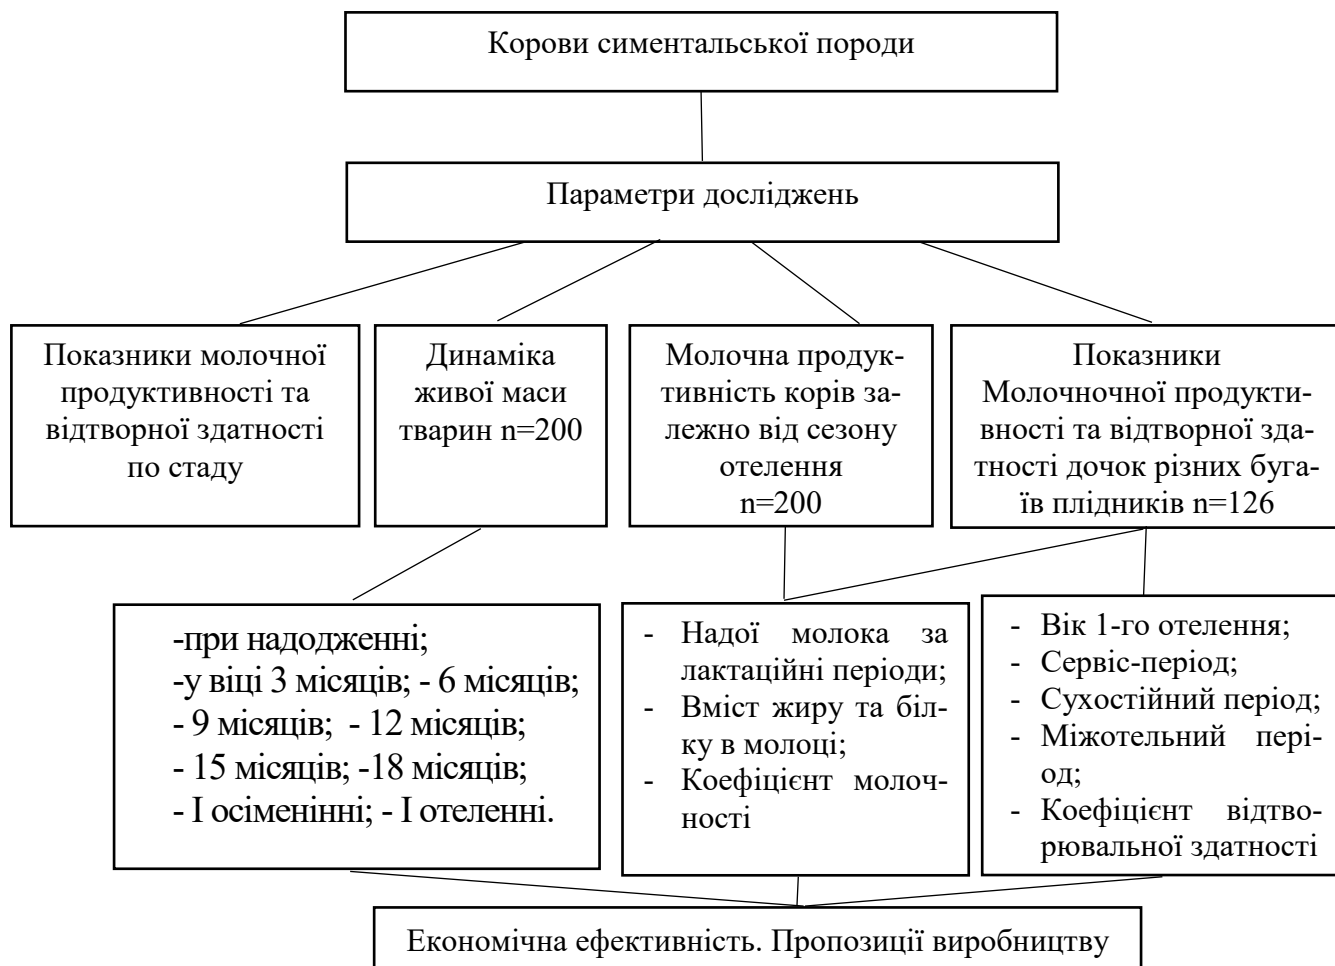 Корови симентальської породи
Параметри досліджень
Показники молочної
продуктивності та
відтворної здатності
по стаду
Динаміка
живої маси
тварин n=200
Молочна продук-
тивність корів за-
лежно від сезону
отелення
n=200
Показники
Молочночної продукти-
вності та відтворної зда-
тності дочок різних буга-
їв плідників n=126
-при надодженні;
-у віці 3 місяців; - 6 місяців;
- 9 місяців;  - 12 місяців;
- 15 місяців; -18 місяців;
- І осіменінні; - І отеленні.
- Надої молока за
лактаційні періоди;
- Вміст жиру та біл-
ку в молоці;
- Коефіцієнт молоч-
ності
- Вік 1-го отелення;
- Сервіс-період;
- Сухостійний період;
- Міжотельний пері-
од;
- Коефіцієнт відтво-
рювальної здатності
Економічна ефективність. Пропозиції виробництву